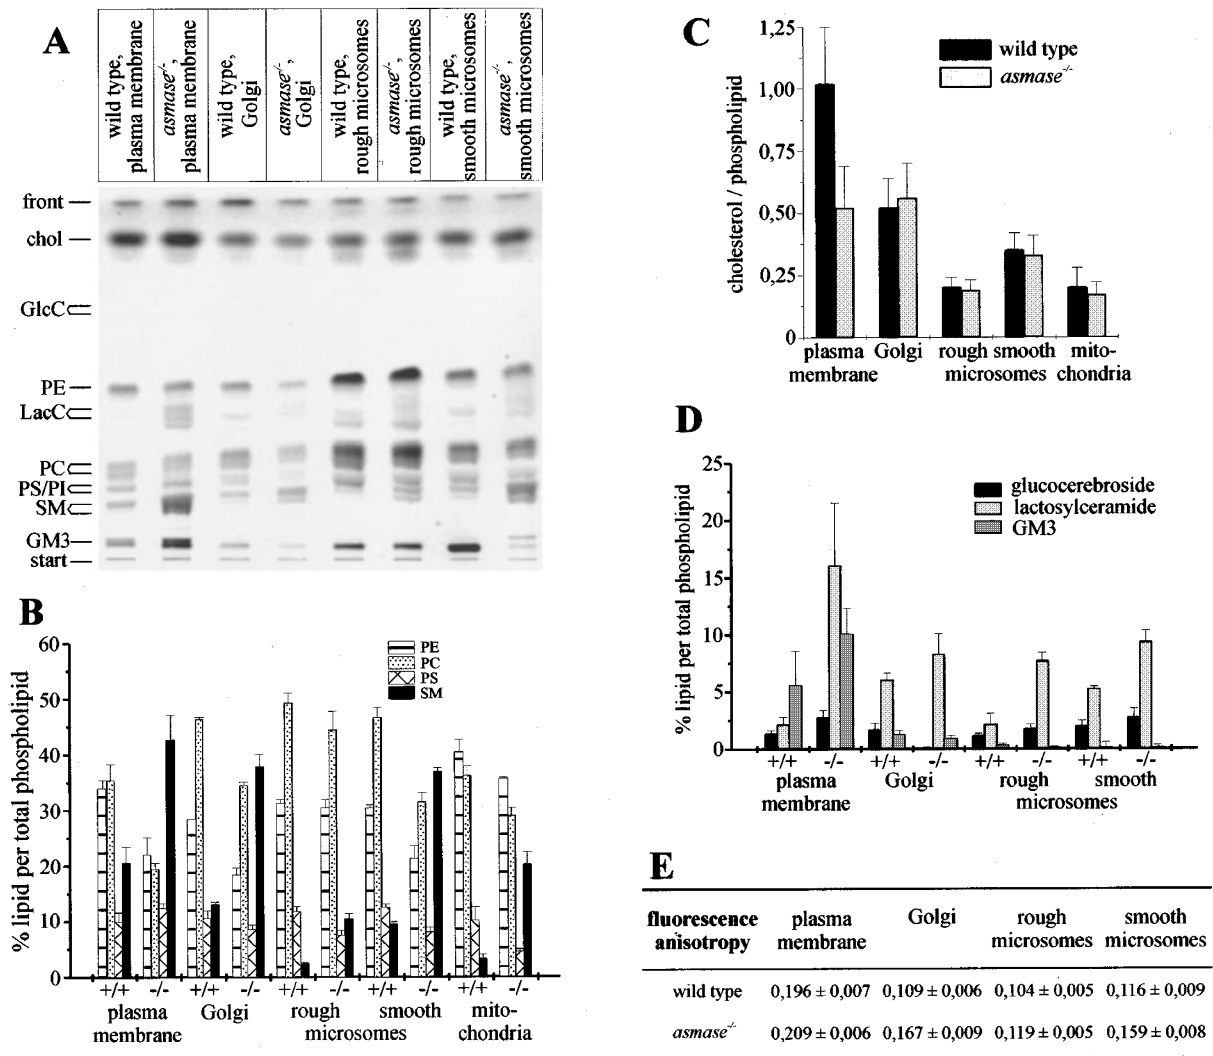 A
wild type,
plasma membrane
asmase-/-,
plasma membrane
wild type,
Golgi
asmase-/-,
Golgi
wild type,
rough microsomes
asmase-/-,
rough microsomes
wild type,
smooth microsomes
asmase-/-,
smooth microsomes
front
chol
GlcC
PE
LacC
PC
PS/PI
SM
GM3
start
B
% lipid per total phospholipid
60
50
40
30
20
10
0
PE
PC
PS
SM
+/+ -/- +/+ -/- +/+ -/- +/+ -/- +/+ -/-
plasma Golgi rough smooth mito-
membrane microsomes chondria
C
cholesterol / phospholipid
1,25
1,00
0,75
0,50
0,25
0
wild type
asmase-/-
plasma Golgi rough smooth mito-
membrane microsomes chondria
D
% lipid per total phospholipid
25
20
15
10
5
0
glucocerebroside
lactosylceramide
GM3
+/+ -/- +/+ -/- +/+ -/- +/+ -/-
plasma Golgi rough smooth
membrane microsomes
E
fluorescence plasma Golgi rough smooth
anisotropy membrane microsomes microsomes
wild type 0,196 ± 0,007 0,109 ± 0,006 0,104 ± 0,005 0,116 ± 0,009
asmase-/- 0,209 ± 0,006 0,167 ± 0,009 0,119 ± 0,005 0,159 ± 0,008